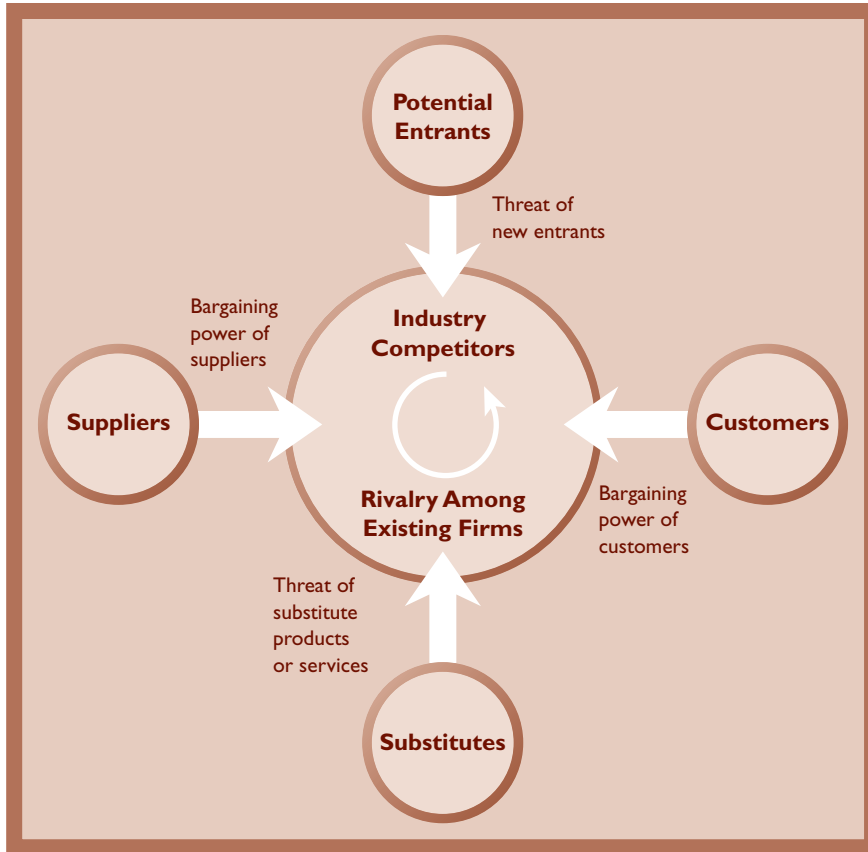 Potential
Entrants
Threat of
new entrants
Bargaining
power of
suppliers
Industry
Competitors
Suppliers
Customers
Rivalry Among
Existing Firms
Bargaining
power of
customers
Threat of
substitute
products
or services
Substitutes